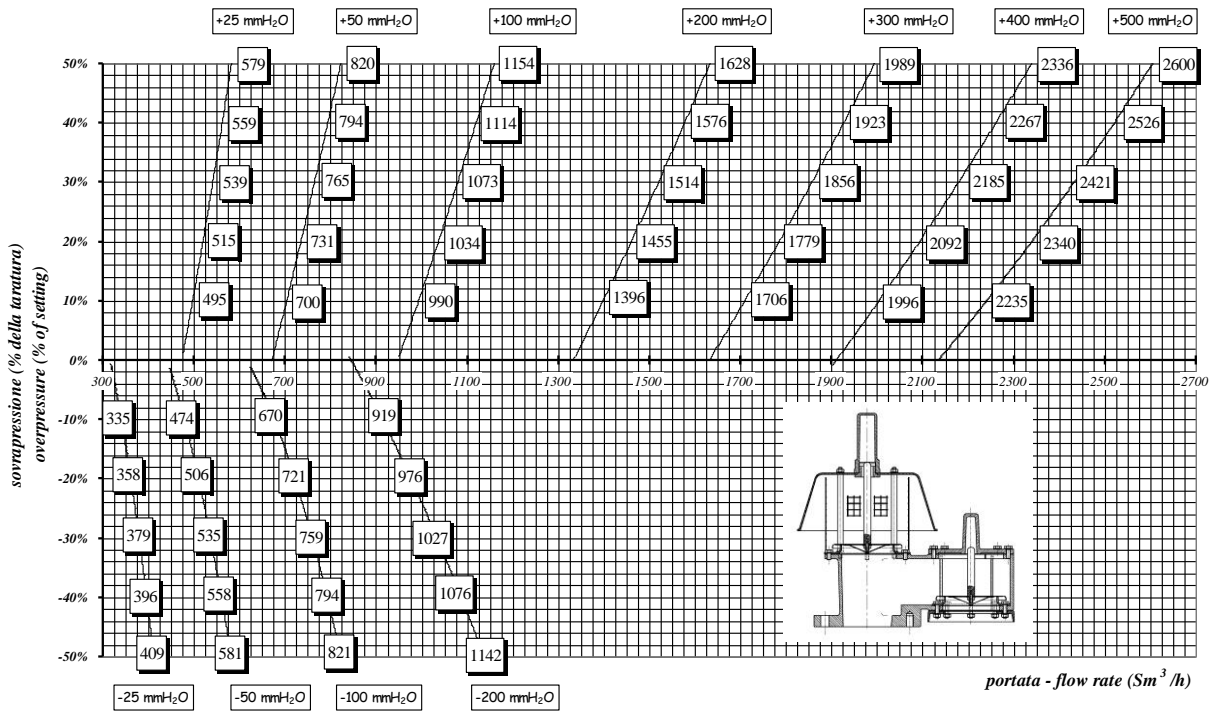 +25 mmH₂O +50 mmH₂O +100 mmH₂O +200 mmH₂O +300 mmH₂O +400 mmH₂O +500 mmH₂O
50% 579 820 1154 1628 1989 2336 2600
40% 559 794 1114 1576 1923 2267 2526
30% 539 765 1073 1514 1856 2185 2421
20% 515 731 1034 1455 1779 2092 2340
10% 495 700 990 1396 1706 1996 2235
0%
300 500 700 900 1100 1300 1500 1700 1900 2100 2300 2500 2700
-10% 335 474 670 919
-20% 358 506 721 976
-30% 379 535 759 1027
-40% 396 558 794 1076
-50% 409 581 821 1142
sovrapressione (% della taratura)
overpressure (% of setting)
portata - flow rate (Sm³/h)
-25 mmH₂O -50 mmH₂O -100 mmH₂O -200 mmH₂O